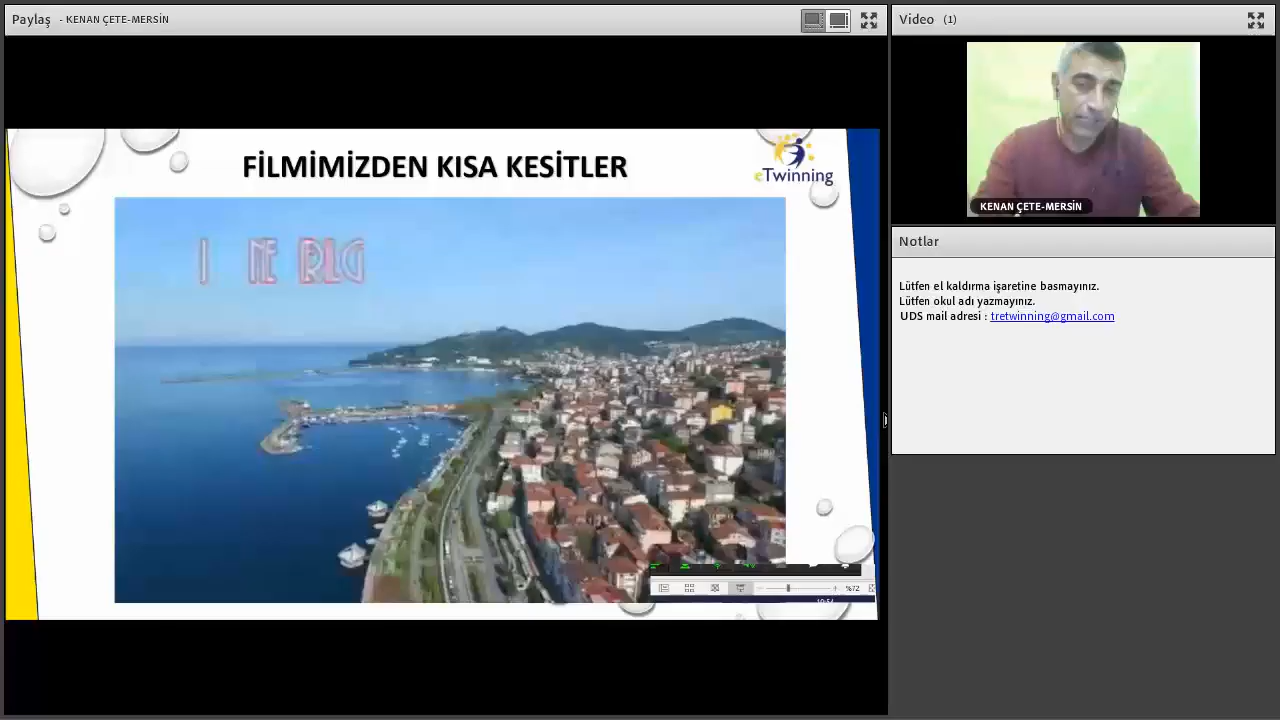 Paylaş - KENAN ÇETE-MERSİN
FİLMİMİZDEN KISA KESİTLER
eTwinning
%72
Video (1)
KENAN ÇETE-MERSİN
Notlar
Lütfen el kaldırma işaretine basmayınız.
Lütfen okul adı yazmayınız.
UDS mail adresi : tretwinning@gmail.com